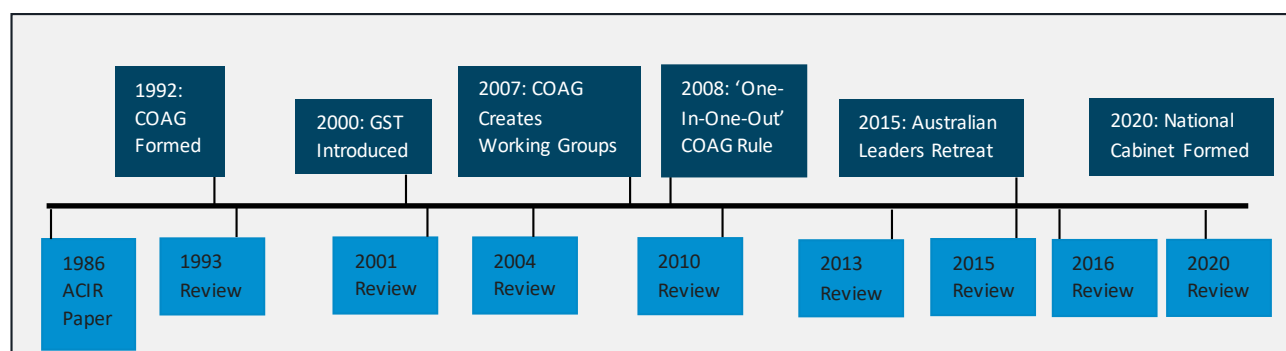 1992:
COAG
Formed
2000: GST
Introduced
2007: COAG
Creates
Working Groups
2008: ‘One-
In-One-Out’
COAG Rule
2015: Australian
Leaders Retreat
2020: National
Cabinet Formed
1986
ACIR
Paper
1993
Review
2001
Review
2004
Review
2010
Review
2013
Review
2015
Review
2016
Review
2020
Review